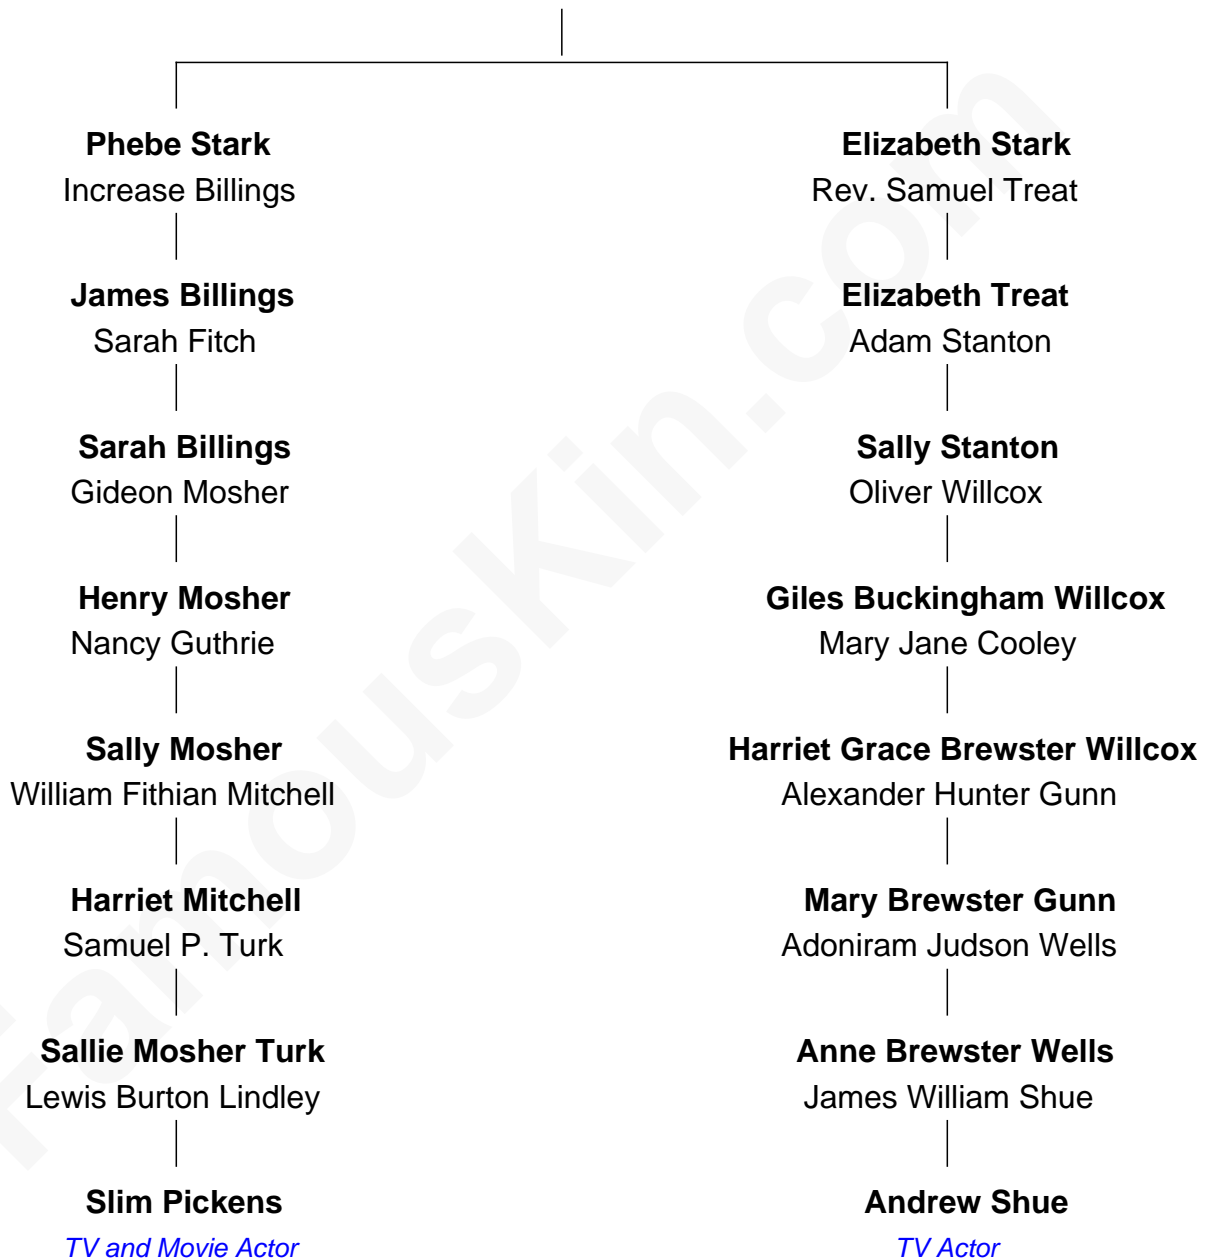 Phebe Stark
Increase Billings
James Billings
Sarah Fitch
Sarah Billings
Gideon Mosher
Henry Mosher
Nancy Guthrie
Sally Mosher
William Fithian Mitchell
Harriet Mitchell
Samuel P. Turk
Sallie Mosher Turk
Lewis Burton Lindley
Slim Pickens
TV and Movie Actor
Elizabeth Stark
Rev. Samuel Treat
Elizabeth Treat
Adam Stanton
Sally Stanton
Oliver Willcox
Giles Buckingham Willcox
Mary Jane Cooley
Harriet Grace Brewster Willcox
Alexander Hunter Gunn
Mary Brewster Gunn
Adoniram Judson Wells
Anne Brewster Wells
James William Shue
Andrew Shue
TV Actor
FamousKin.com